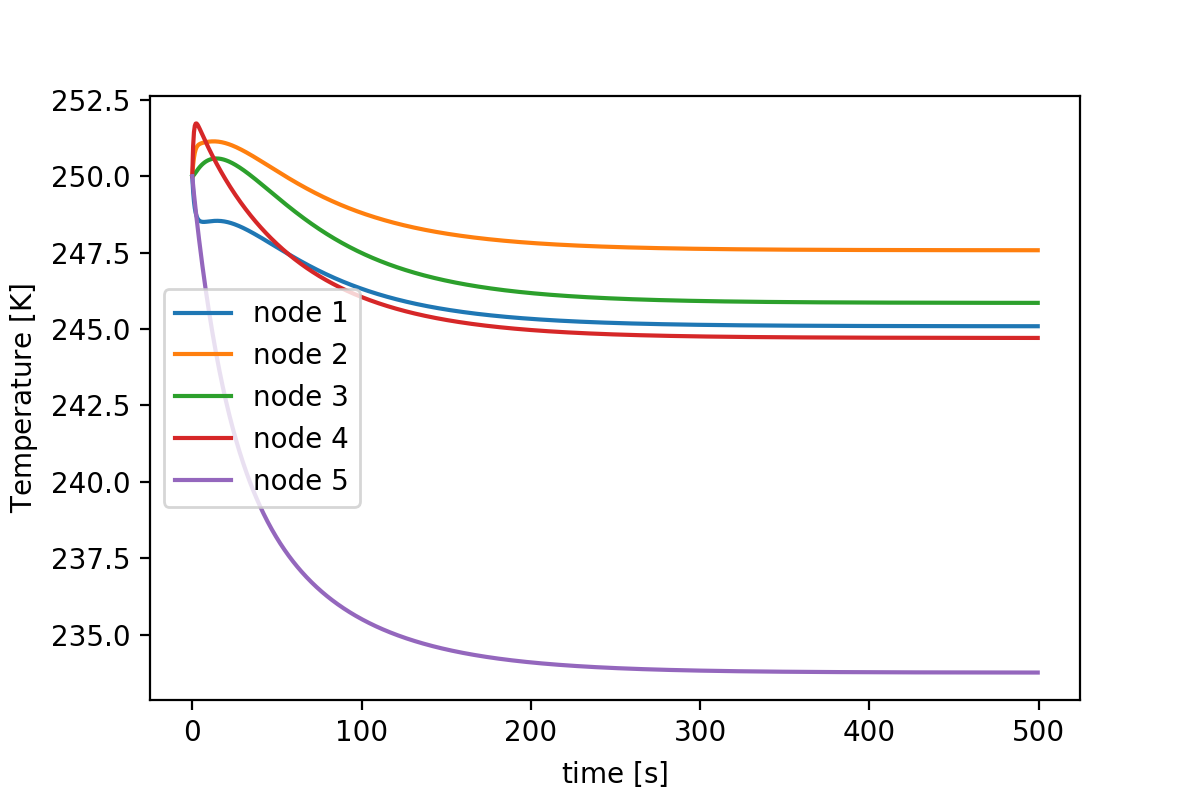 252.5
250.0
247.5
245.0
242.5
240.0
237.5
235.0
Temperature [K]
node 1
node 2
node 3
node 4
node 5
0 100 200 300 400 500
time [s]